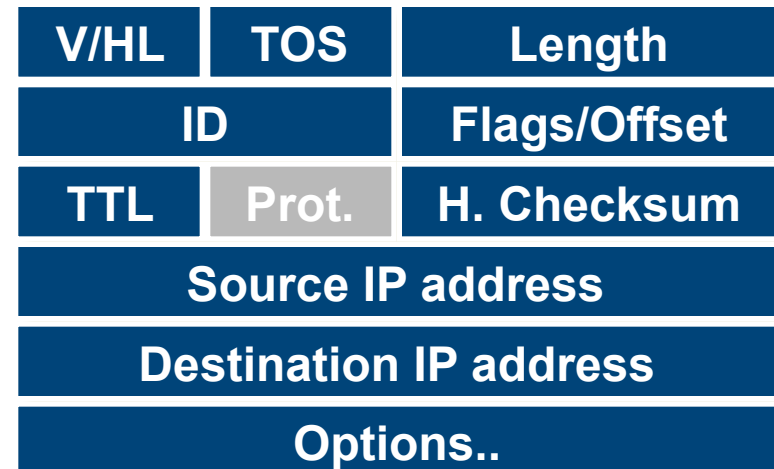 V/HL TOS Length
ID Flags/Offset
TTL Prot. H. Checksum
Source IP address
Destination IP address
Options..